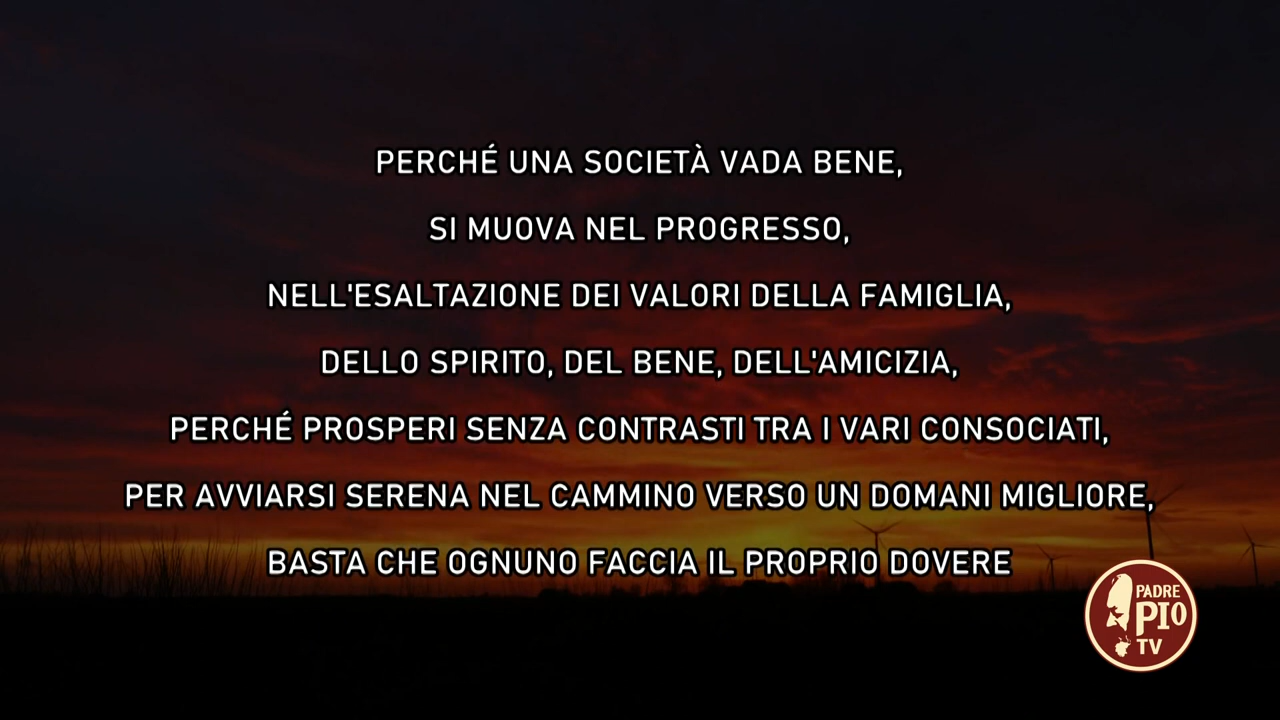 PERCHÉ UNA SOCIETÀ VADA BENE,
SI MUOVA NEL PROGRESSO,
NELL'ESALTAZIONE DEI VALORI DELLA FAMIGLIA,
DELLO SPIRITO, DEL BENE, DELL'AMICIZIA,
PERCHÉ PROSPERI SENZA CONTRASTI TRA I VARI CONSOCIATI,
PER AVVIARSI SERENA NEL CAMMINO VERSO UN DOMANI MIGLIORE,
BASTA CHE OGNUNO FACCIA IL PROPRIO DOVERE
PADRE
PIO
TV